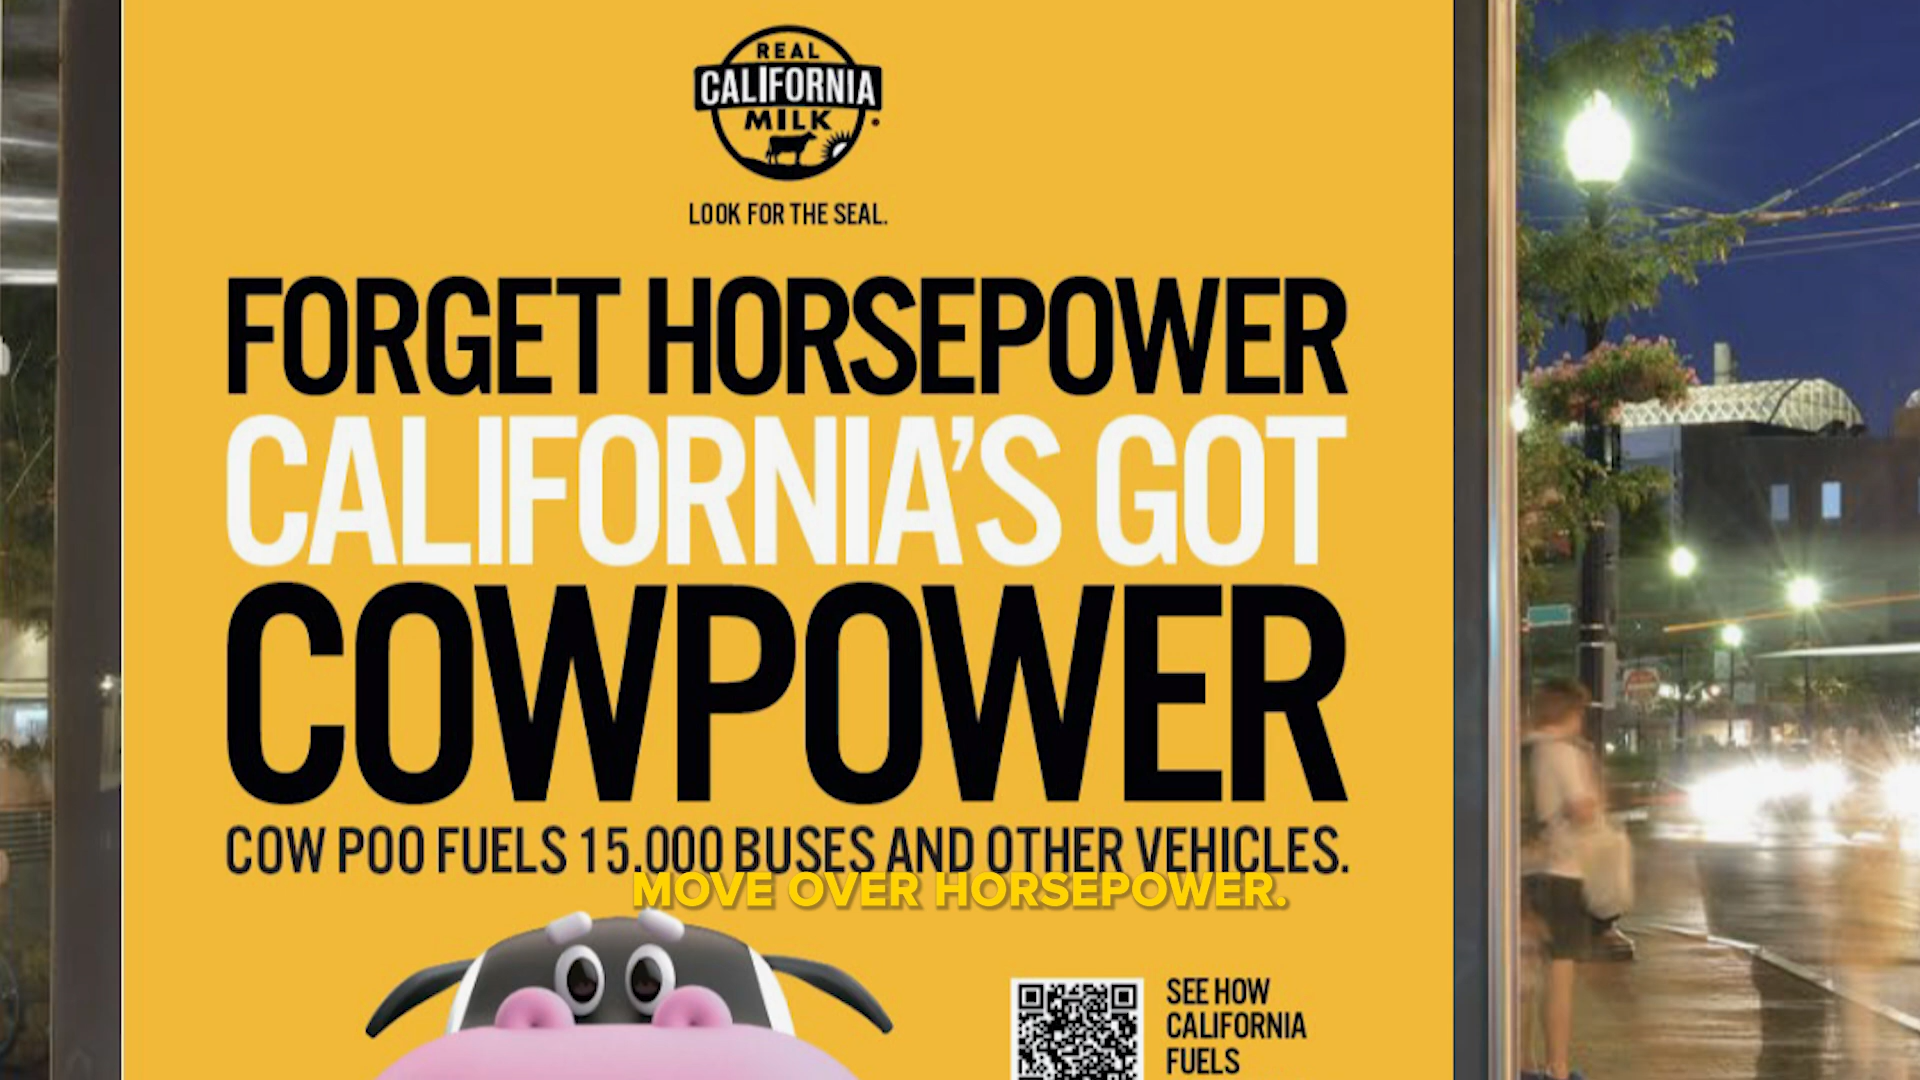 REAL
CALIFORNIA
MILK
LOOK FOR THE SEAL.
FORGET HORSEPOWER
CALIFORNIA'S GOT
COWPOWER
COW POO FUELS 15,000 BUSES AND OTHER VEHICLES.
MOVE OVER HORSEPOWER.
SEE HOW
CALIFORNIA
FUELS